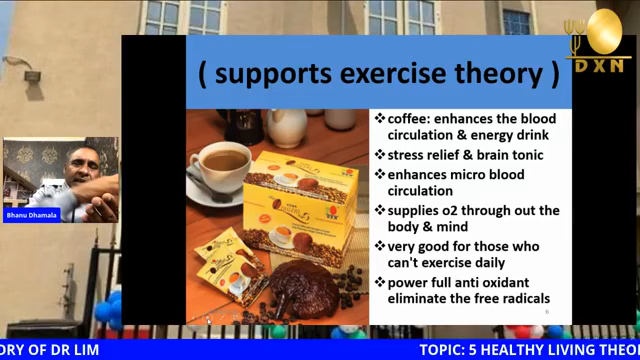 ( supports exercise theory )
DXN
❖coffee: enhances the blood
circulation & energy drink
❖stress relief & brain tonic
❖enhances micro blood
circulation
❖supplies o2 through out the
body & mind
❖very good for those who
can't exercise daily
❖power full anti oxidant
eliminate the free radicals
6
DXN
Bhanu Dhamala
ORY OF DR LIM
TOPIC: 5 HEALTHY LIVING THEO